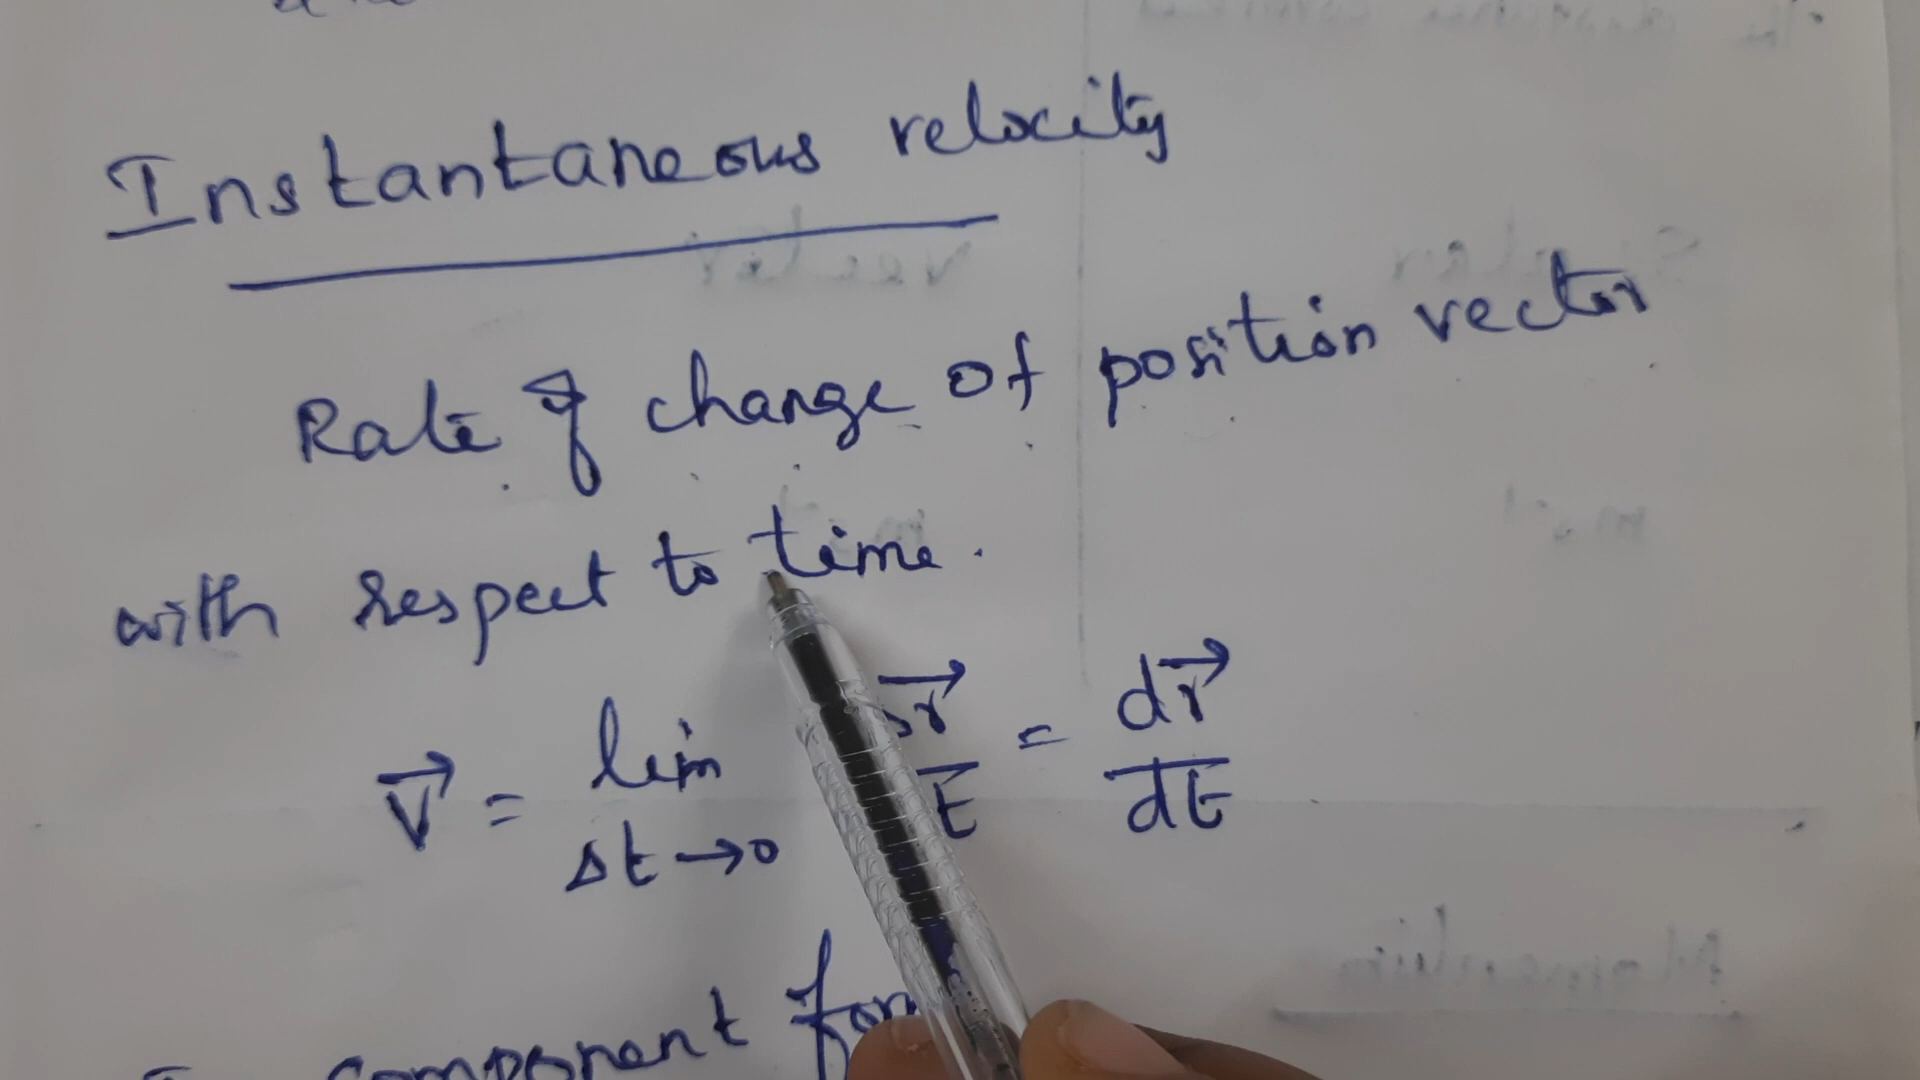 Instantaneous velocity
Rate of change of position vector
with respect to time.
v⃗ = lim Δt→0 r⃗ / t = dr⃗/dt
component